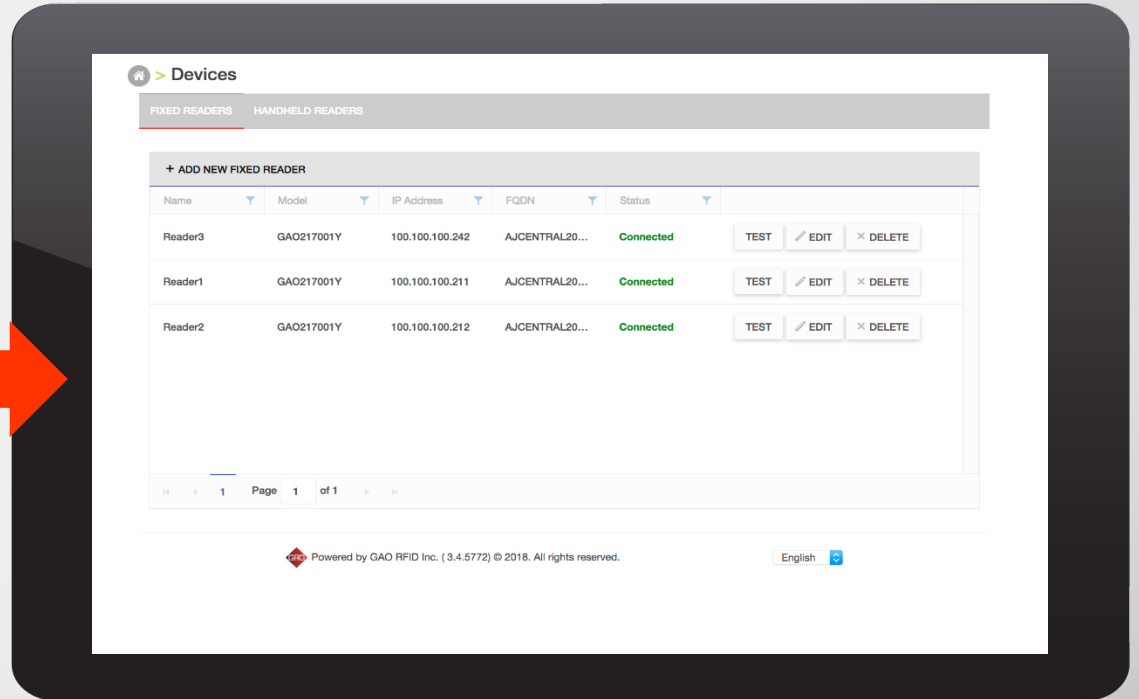 > Devices
FIXED READERS HANDHELD READERS
+ ADD NEW FIXED READER
Name Model IP Address FQDN Status
Reader3 GAO217001Y 100.100.100.242 AJCENTRAL20... Connected TEST EDIT × DELETE
Reader1 GAO217001Y 100.100.100.211 AJCENTRAL20... Connected TEST EDIT × DELETE
Reader2 GAO217001Y 100.100.100.212 AJCENTRAL20... Connected TEST EDIT × DELETE
1 Page 1 of 1
GAO Powered by GAO RFID Inc. ( 3.4.5772) © 2018. All rights reserved. English